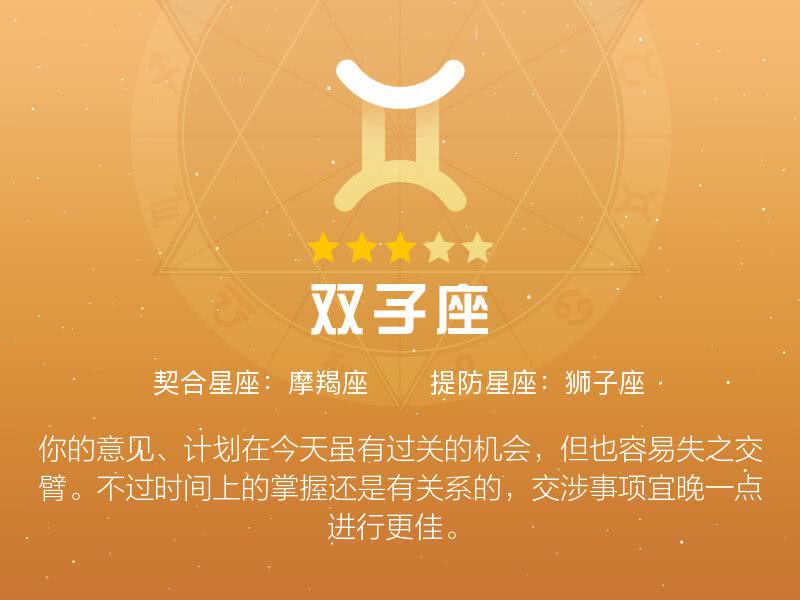 双子座
契合星座：摩羯座 提防星座：狮子座
你的意见、计划在今天虽有过关的机会，但也容易失之交
臂。不过时间上的掌握还是有关系的，交涉事项宜晚一点
进行更佳。